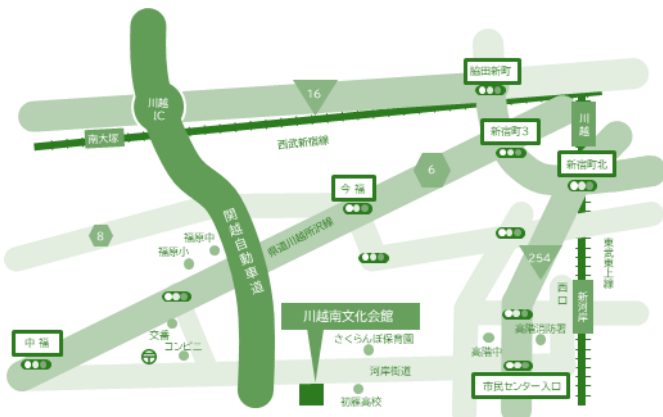 脇田新町
16
川越
IC
川越
南大塚
西武新宿線
新宿町3
新宿町北
6
今福
関越自動車道
県道川越所沢線
福原中
8
福原小
254
東武東上線
西口
新河岸
川越南文化会館
交番
コンビニ
中福
さくらんぼ保育園
高階消防署
高階中
河岸街道
初雁高校
市民センター入口